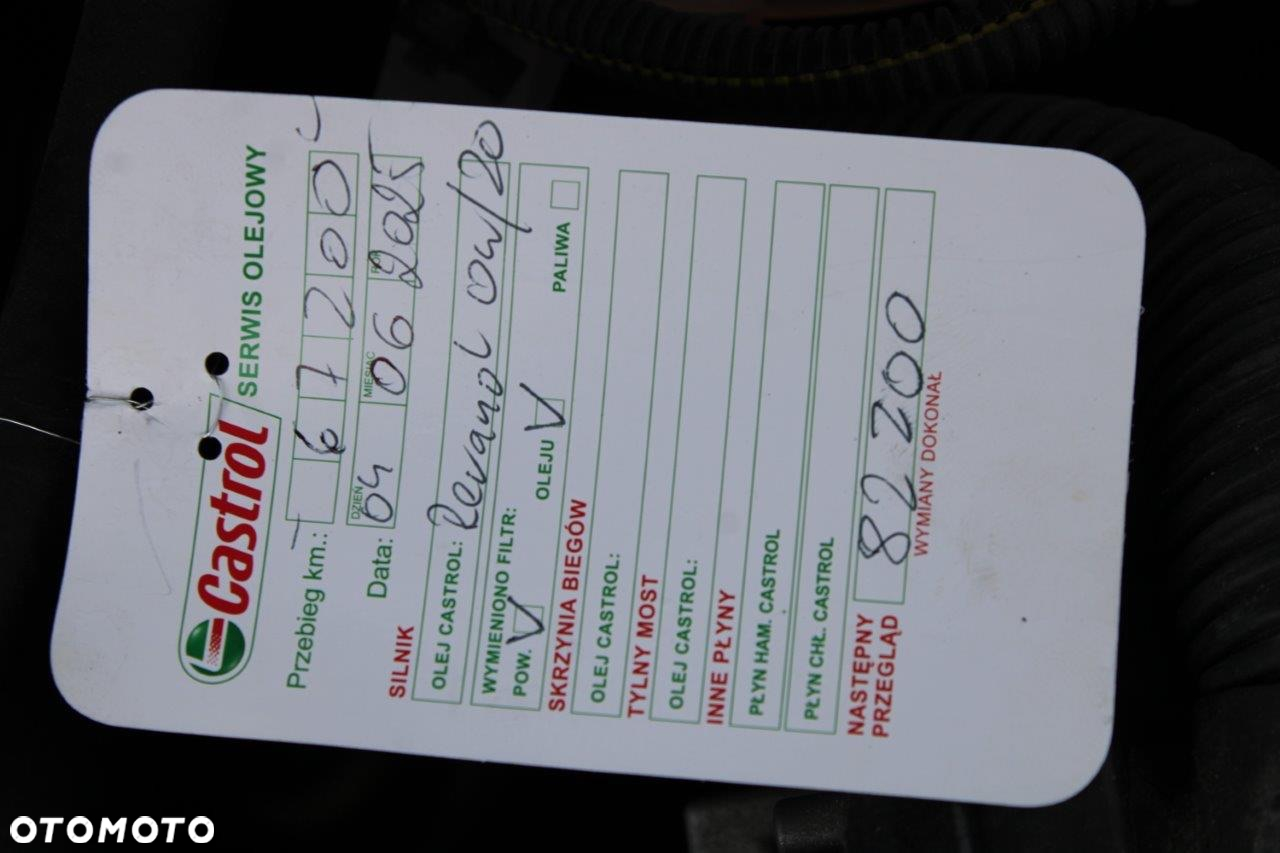 Castrol SERWIS OLEJOWY
Przebieg km.: 67200
DZIEŃ MIESIĄC ROK
Data: 04 06 2025
SILNIK
OLEJ CASTROL: Revanol 0W/20
WYMIENIONO FILTR:
POW. V OLEJU V PALIWA
SKRZYNIA BIEGÓW
OLEJ CASTROL:
TYLNY MOST
OLEJ CASTROL:
INNE PŁYNY
PŁYN HAM. CASTROL
PŁYN CHŁ. CASTROL
NASTĘPNY
PRZEGLĄD 82 200
WYMIANY DOKONAŁ
OTOMOTO